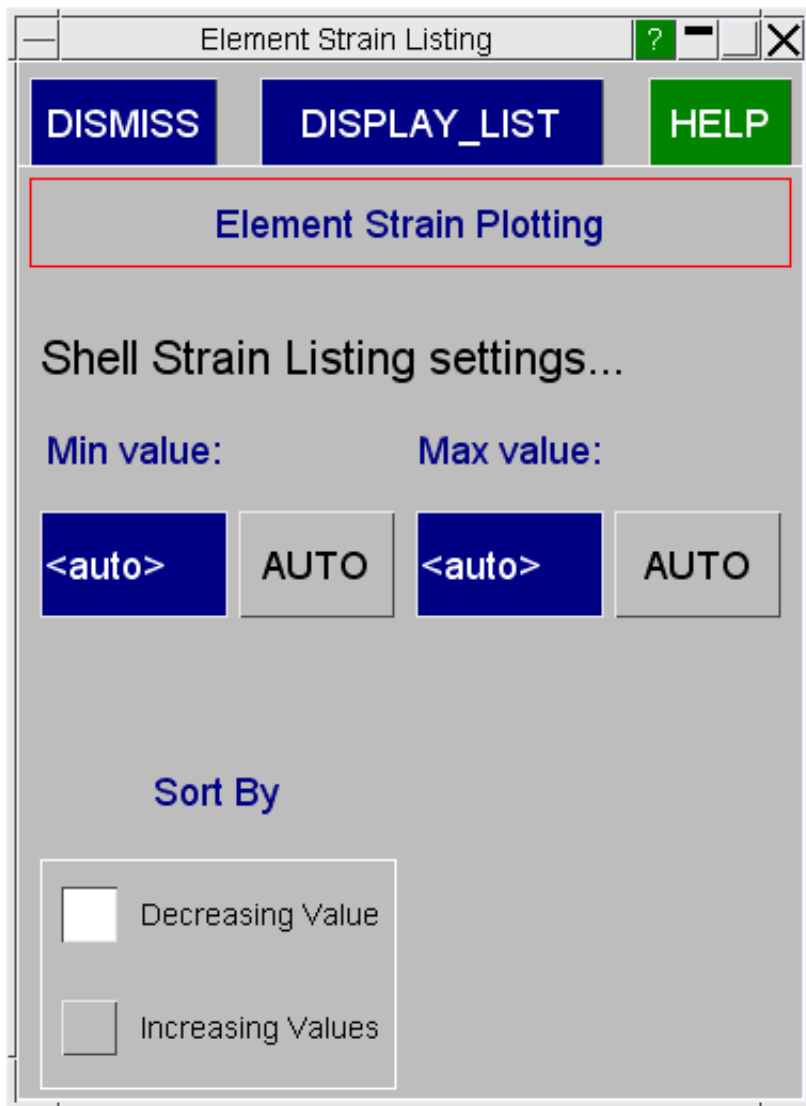 Element Strain Listing ?
DISMISS DISPLAY_LIST HELP
Element Strain Plotting
Shell Strain Listing settings...
Min value: Max value:
<auto> AUTO <auto> AUTO
Sort By
Decreasing Value
Increasing Values